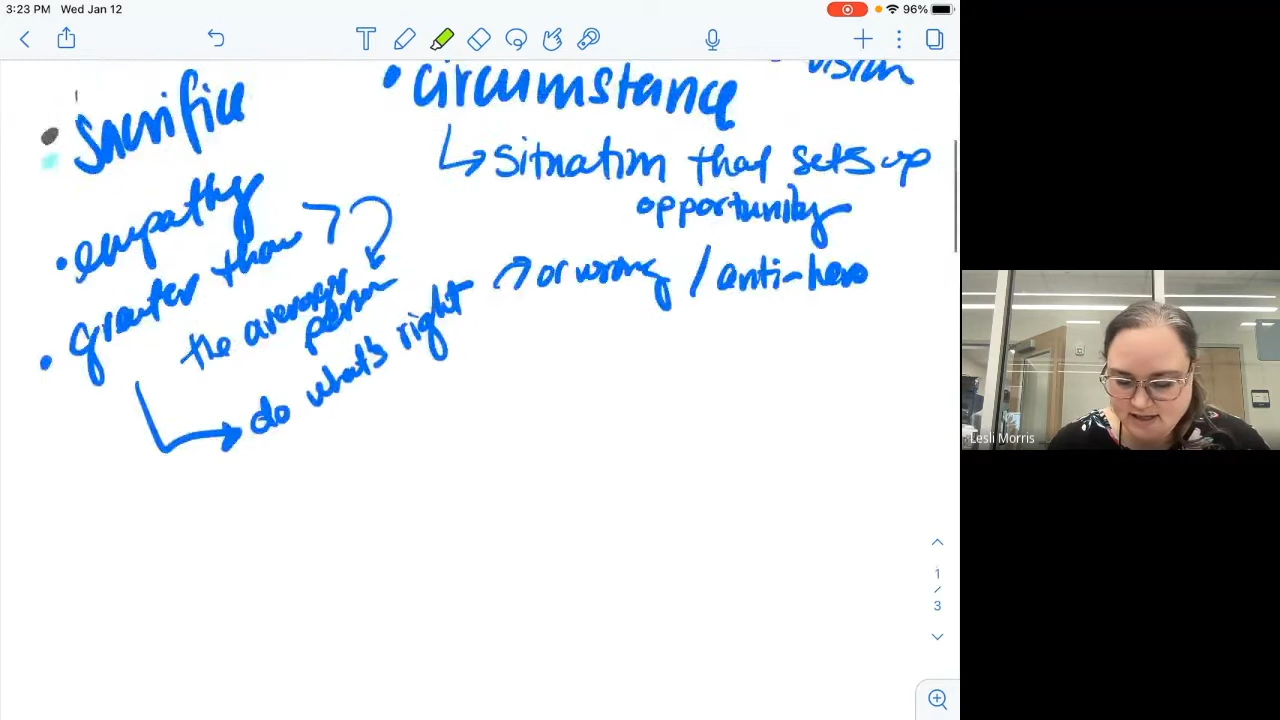 3:23 PM Wed Jan 12
96%
vision
• circumstance
• Sacrifice
↳ situation that sets up
opportunity
• empathy
• greater than
the average
person
↳ do what's right
↗ or wrong / anti-hero
Lesli Morris
1
/
3